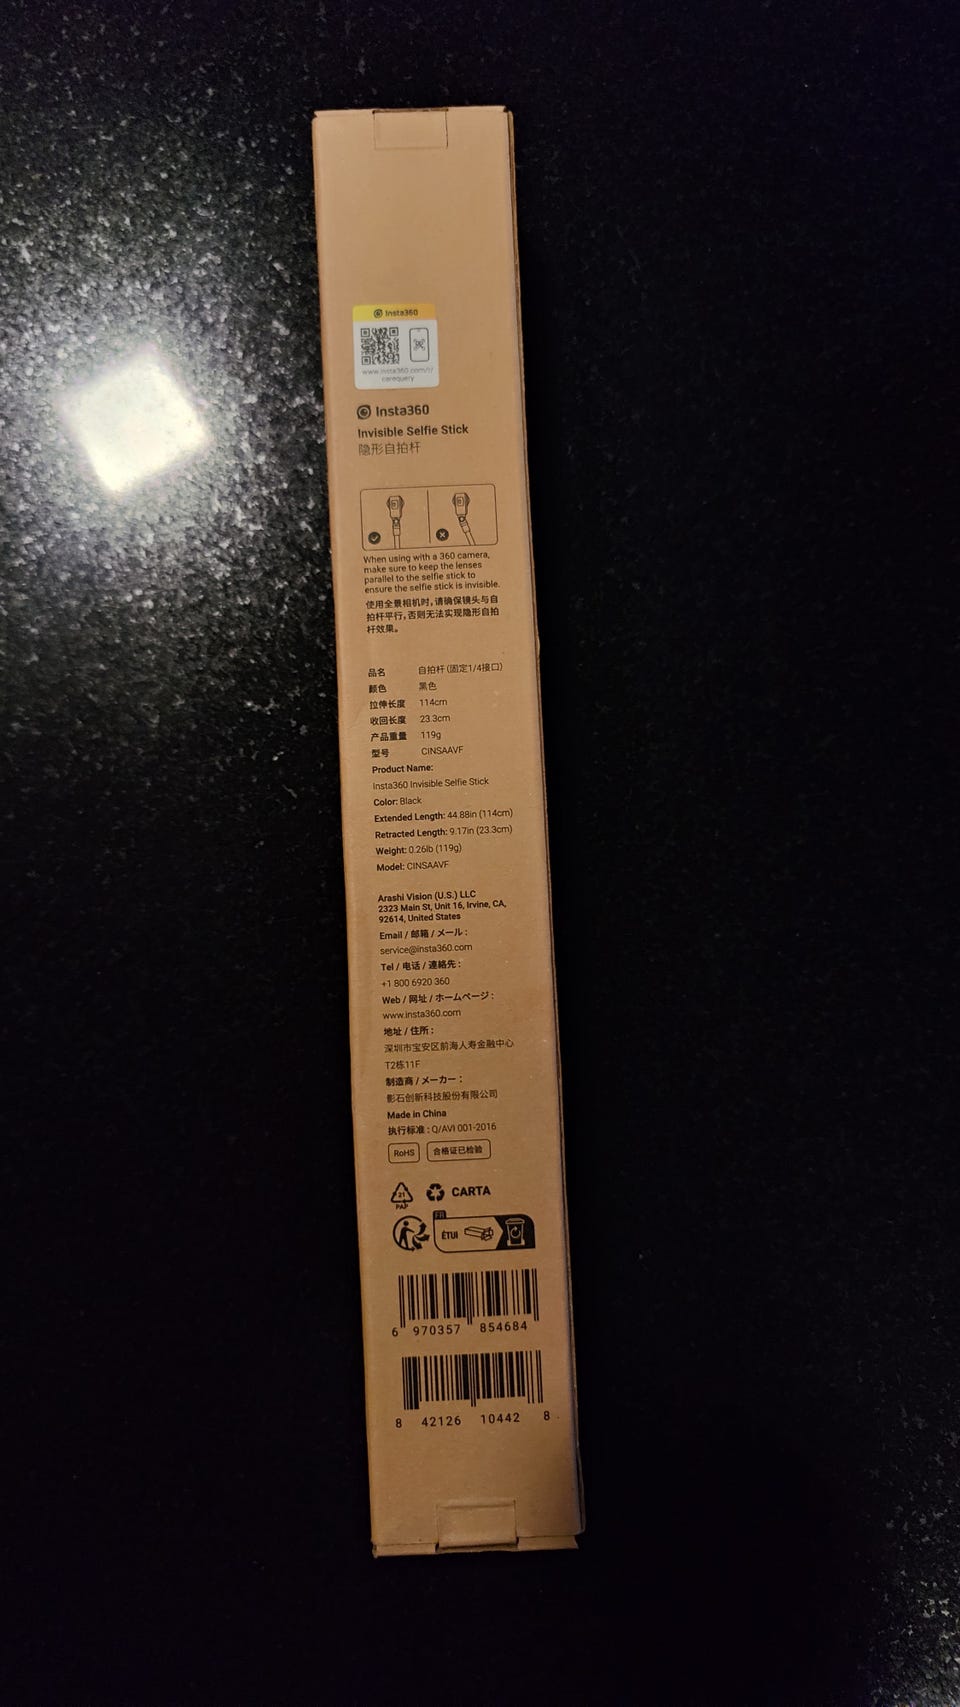 Insta360
www.insta360.com/r/
carequery
Insta360
Invisible Selfie Stick
隐形自拍杆
When using with a 360 camera,
make sure to keep the lenses
parallel to the selfie stick to
ensure the selfie stick is invisible.
使用全景相机时,请确保镜头与自
拍杆平行,否则无法实现隐形自拍
杆效果。
品名 自拍杆(固定1/4接口)
颜色 黑色
拉伸长度 114cm
收回长度 23.3cm
产品重量 119g
型号 CINSAAVF
Product Name:
Insta360 Invisible Selfie Stick
Color: Black
Extended Length: 44.88in (114cm)
Retracted Length: 9.17in (23.3cm)
Weight: 0.26lb (119g)
Model: CINSAAVF
Arashi Vision (U.S.) LLC
2323 Main St, Unit 16, Irvine, CA,
92614, United States
Email / 邮箱 / メール:
service@insta360.com
Tel / 电话 / 連絡先:
+1 800 6920 360
Web / 网址 / ホームページ:
www.insta360.com
地址 / 住所:
深圳市宝安区前海人寿金融中心
T2栋11F
制造商 / メーカー:
影石创新科技股份有限公司
Made in China
执行标准: Q/AVI 001-2016
RoHS 合格证已检验
21 CARTA
PAP
FR
ÉTUI
6 970357 854684
8 42126 10442 8